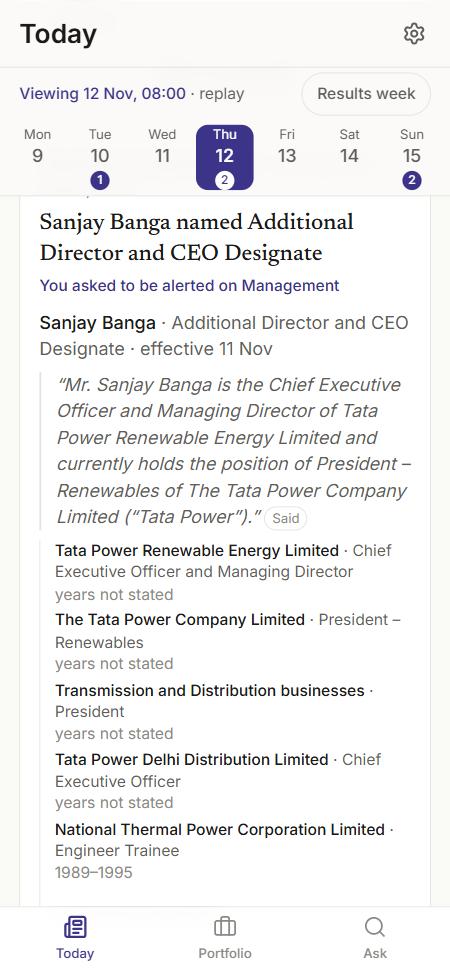 Today
Viewing 12 Nov, 08:00 · replay
Results week
Mon Tue Wed Thu Fri Sat Sun
9 10 11 12 13 14 15
1 2 2
Sanjay Banga named Additional
Director and CEO Designate
You asked to be alerted on Management
Sanjay Banga · Additional Director and CEO
Designate · effective 11 Nov
“Mr. Sanjay Banga is the Chief Executive
Officer and Managing Director of Tata
Power Renewable Energy Limited and
currently holds the position of President –
Renewables of The Tata Power Company
Limited (“Tata Power”).” Said
Tata Power Renewable Energy Limited · Chief
Executive Officer and Managing Director
years not stated
The Tata Power Company Limited · President –
Renewables
years not stated
Transmission and Distribution businesses ·
President
years not stated
Tata Power Delhi Distribution Limited · Chief
Executive Officer
years not stated
National Thermal Power Corporation Limited ·
Engineer Trainee
1989–1995
Today Portfolio Ask